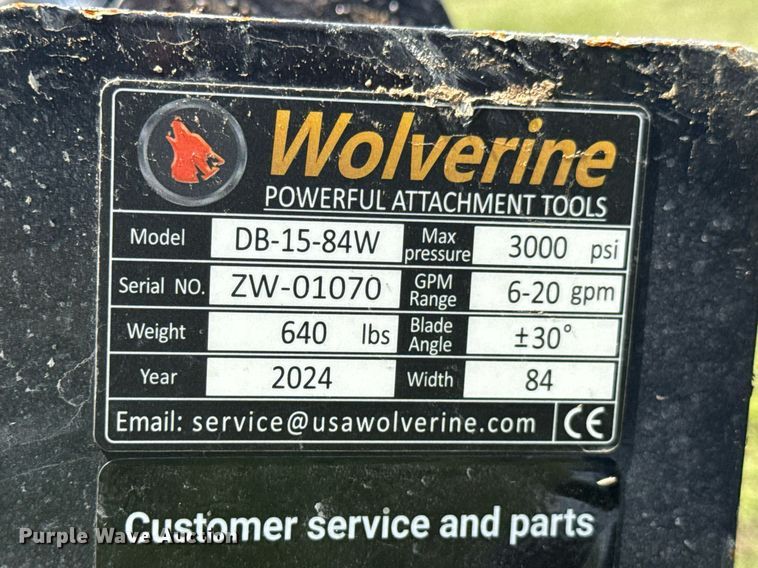 Wolverine
POWERFUL ATTACHMENT TOOLS
Model DB-15-84W Max pressure 3000 psi
Serial NO. ZW-01070 GPM Range 6-20 gpm
Weight 640 lbs Blade Angle ±30°
Year 2024 Width 84
Email: service@usawolverine.com CE
Customer service and parts
Purple Wave Auction